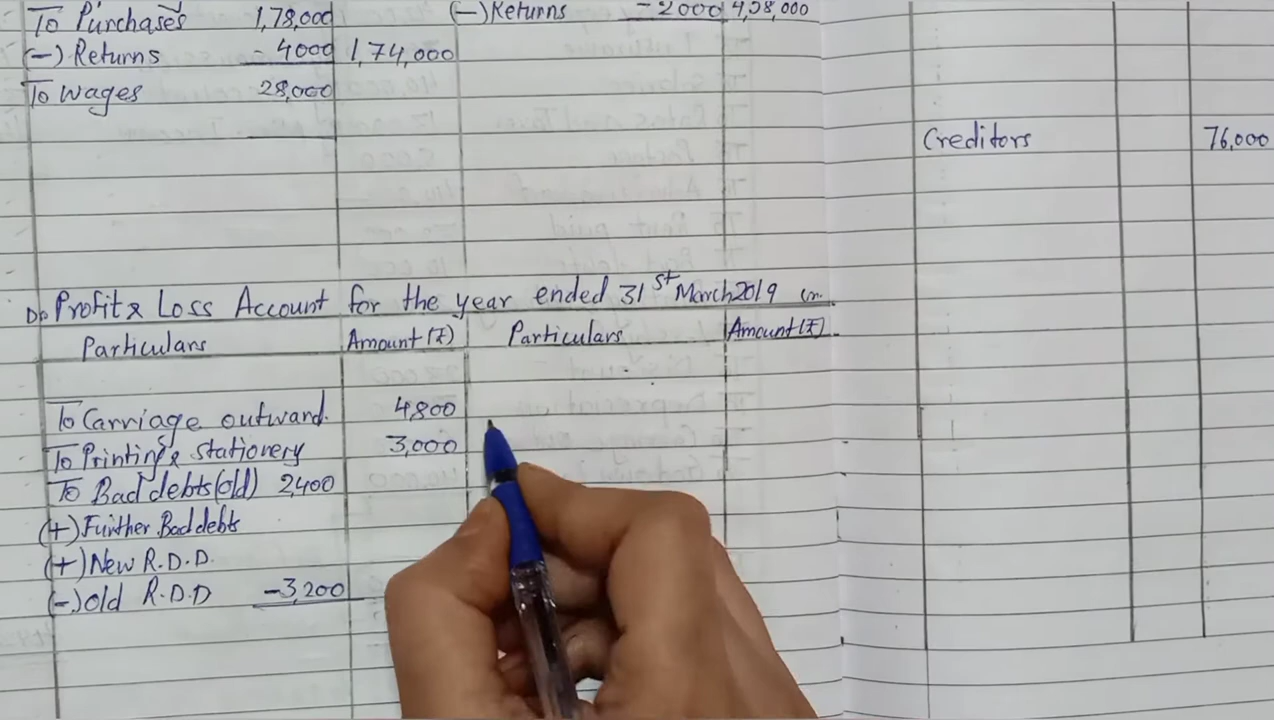 To Purchases 1,78,000 (-) Returns -2000 4,58,000
(-) Returns - 4000 1,74,000
To Wages 28,000
Creditors 76,000
Dr Profit & Loss Account for the year ended 31st March 2019 Cr.
Particulars Amount (₹) Particulars Amount (₹)
To Carriage outward. 4800
To Printing & stationery 3,000
To Bad debts (old) 2,400
(+) Further Bad debts
(+) New R.D.D.
(-) Old R.D.D -3,200